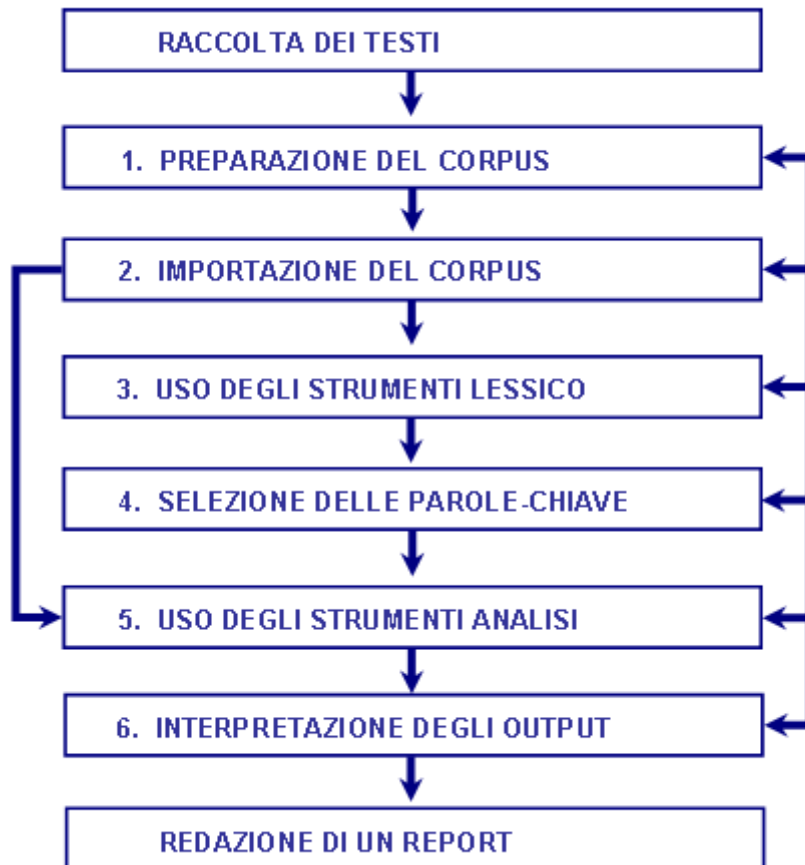 RACCOLTA DEI TESTI
1. PREPARAZIONE DEL CORPUS
2. IMPORTAZIONE DEL CORPUS
3. USO DEGLI STRUMENTI LESSICO
4. SELEZIONE DELLE PAROLE-CHIAVE
5. USO DEGLI STRUMENTI ANALISI
6. INTERPRETAZIONE DEGLI OUTPUT
REDAZIONE DI UN REPORT